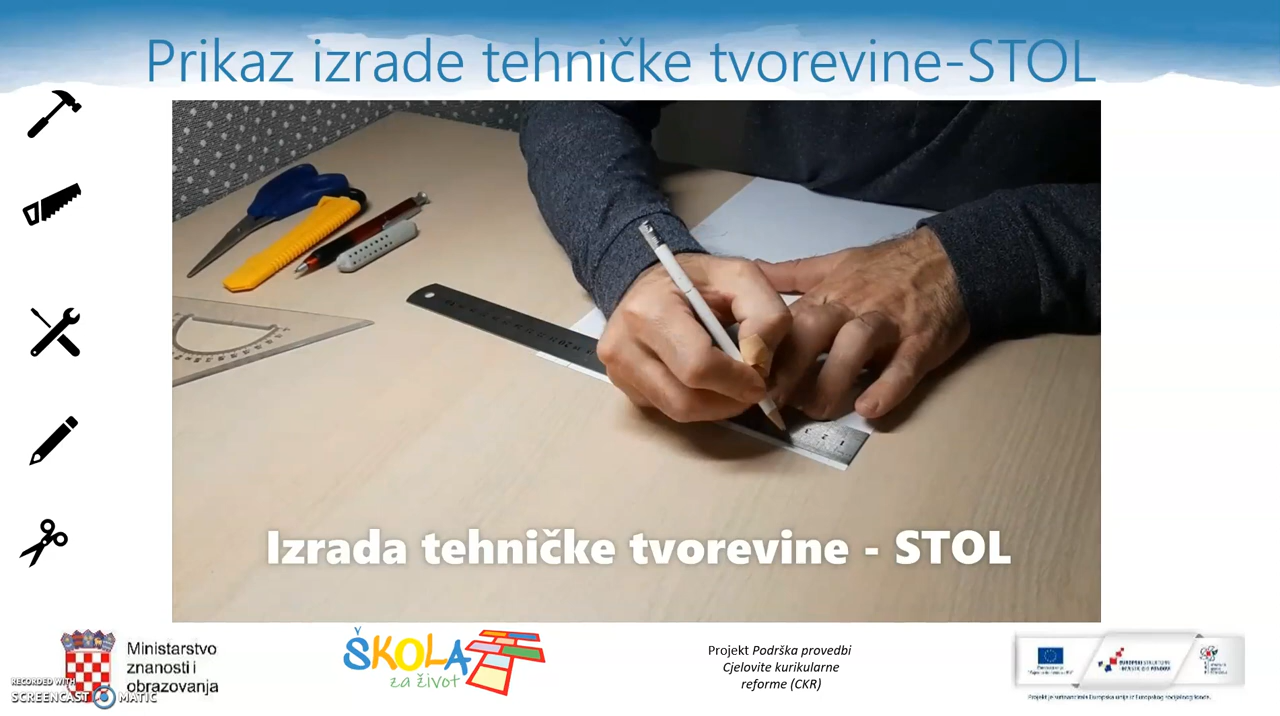 Prikaz izrade tehničke tvorevine-STOL
Izrada tehničke tvorevine - STOL
Ministarstvo
znanosti i
obrazovanja
RECORDED WITH
SCREENCAST MATIC
ŠKOLA
za život
Projekt Podrška provedbi
Cjelovite kurikularne
reforme (CKR)